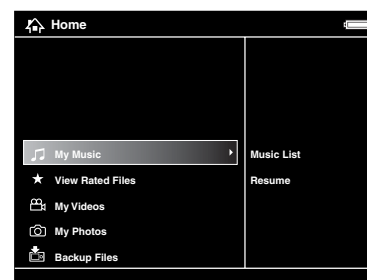 Home
My Music
View Rated Files
My Videos
My Photos
Backup Files
Music List
Resume